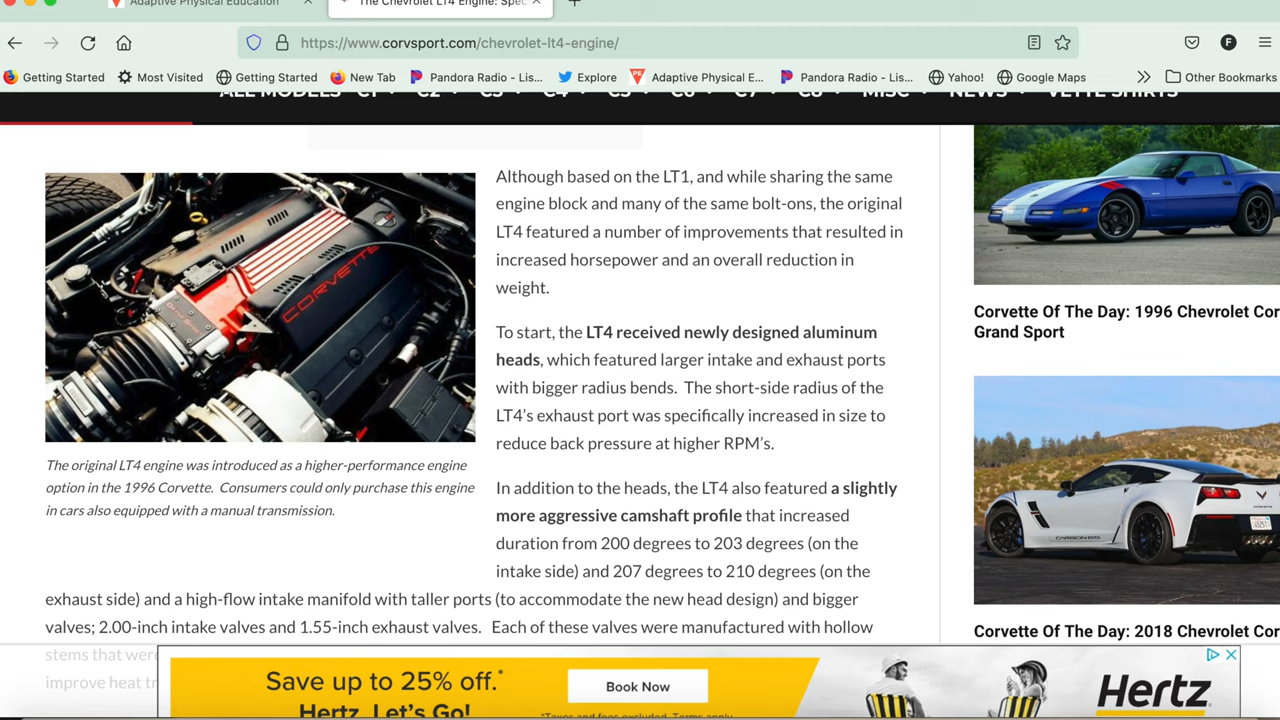 Adaptive Physical Education
The Chevrolet LT4 Engine: Spec
https://www.corvsport.com/chevrolet-lt4-engine/
F
Getting Started Most Visited Getting Started New Tab Pandora Radio - Lis... Explore PE Adaptive Physical E... Pandora Radio - Lis... Yahoo! Google Maps Other Bookmarks
ALL MODELS C1 C2 C3 C4 C5 C6 C7 C8 MISC NEWS VETTE SHIRTS
CORVETTE
Although based on the LT1, and while sharing the same
engine block and many of the same bolt-ons, the original
LT4 featured a number of improvements that resulted in
increased horsepower and an overall reduction in
weight.
To start, the LT4 received newly designed aluminum
heads, which featured larger intake and exhaust ports
with bigger radius bends. The short-side radius of the
LT4's exhaust port was specifically increased in size to
reduce back pressure at higher RPM's.
The original LT4 engine was introduced as a higher-performance engine
option in the 1996 Corvette. Consumers could only purchase this engine
in cars also equipped with a manual transmission.
In addition to the heads, the LT4 also featured a slightly
more aggressive camshaft profile that increased
duration from 200 degrees to 203 degrees (on the
intake side) and 207 degrees to 210 degrees (on the
exhaust side) and a high-flow intake manifold with taller ports (to accommodate the new head design) and bigger
valves; 2.00-inch intake valves and 1.55-inch exhaust valves. Each of these valves were manufactured with hollow
stems that were
improve heat tr
Corvette Of The Day: 1996 Chevrolet Cor
Grand Sport
Corvette Of The Day: 2018 Chevrolet Cor
Save up to 25% off.*
Hertz. Let's Go!
Book Now
*Taxes and fees excluded. Terms apply.
Hertz